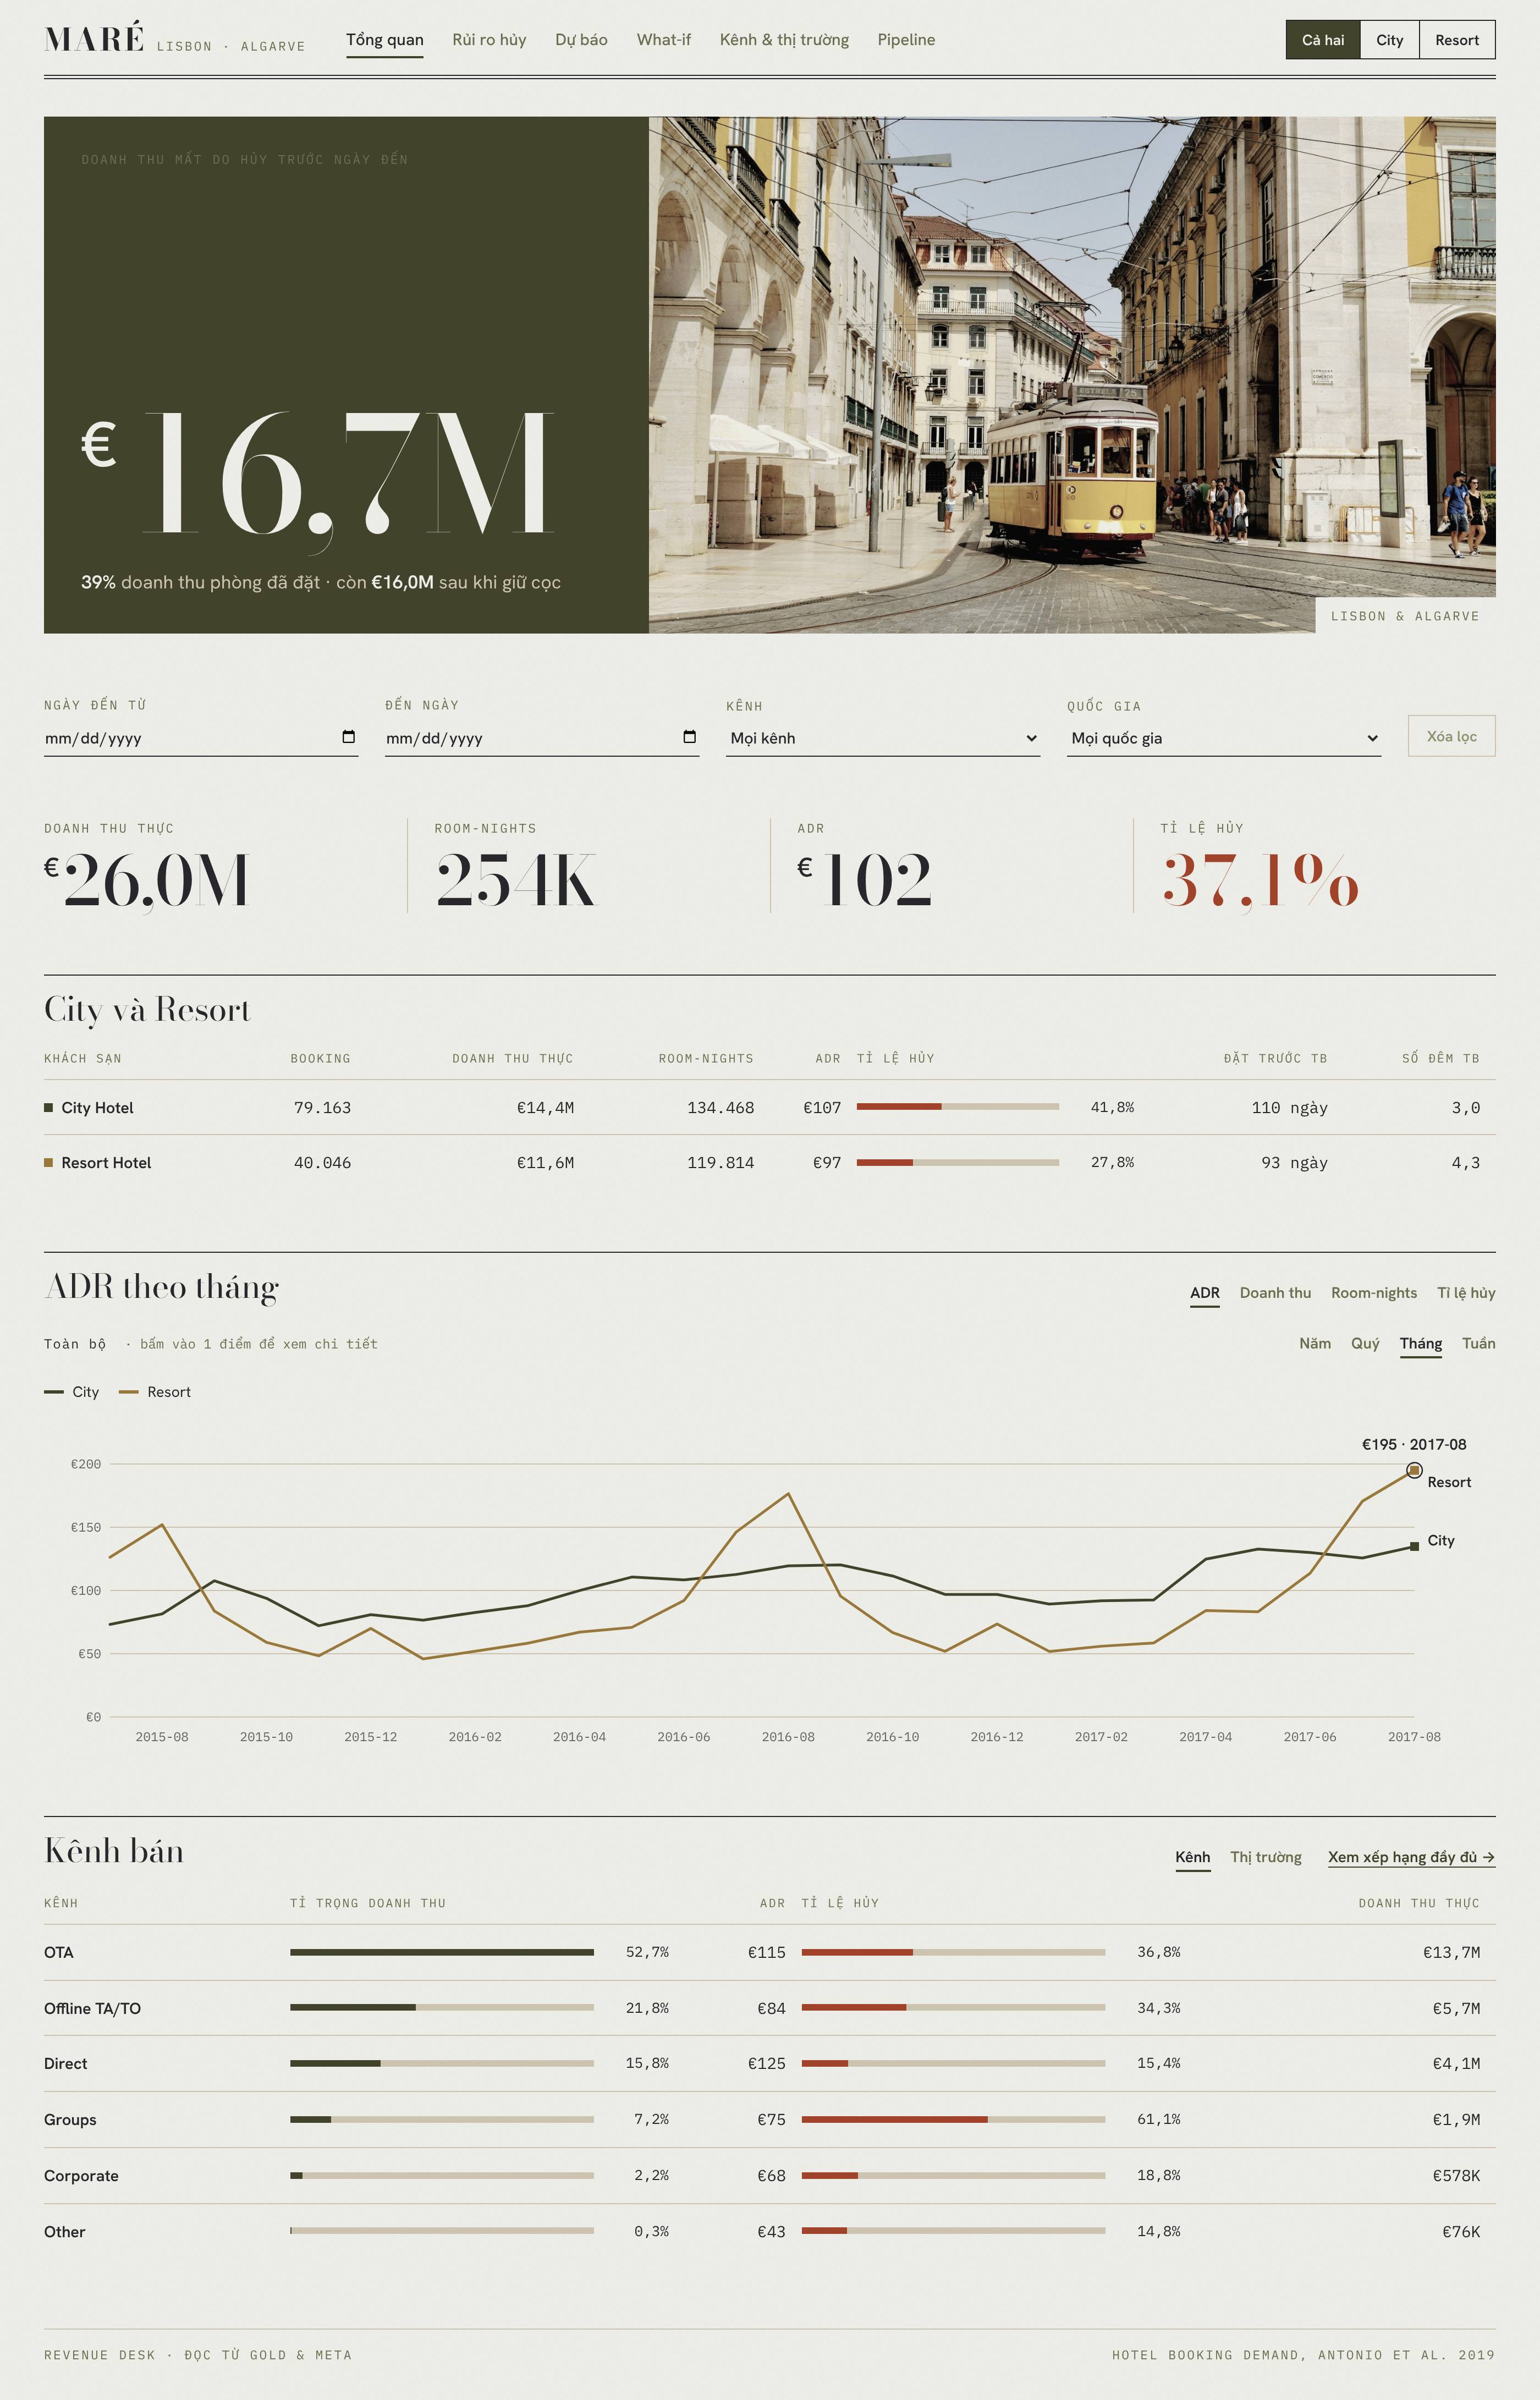 MARÉ LISBON · ALGARVE Tổng quan Rủi ro hủy Dự báo What-if Kênh & thị trường Pipeline Cả hai City Resort
DOANH THU MẤT DO HỦY TRƯỚC NGÀY ĐẾN
€16,7M
39% doanh thu phòng đã đặt · còn €16,0M sau khi giữ cọc
ESTRELA 25
LISBON & ALGARVE
NGÀY ĐẾN TỪ ĐẾN NGÀY KÊNH QUỐC GIA
mm/dd/yyyy mm/dd/yyyy Mọi kênh Mọi quốc gia Xóa lọc
DOANH THU THỰC ROOM-NIGHTS ADR TỈ LỆ HỦY
€26,0M 254K €102 37,1%
City và Resort
KHÁCH SẠN BOOKING DOANH THU THỰC ROOM-NIGHTS ADR TỈ LỆ HỦY ĐẶT TRƯỚC TB SỐ ĐÊM TB
City Hotel 79.163 €14,4M 134.468 €107 41,8% 110 ngày 3,0
Resort Hotel 40.046 €11,6M 119.814 €97 27,8% 93 ngày 4,3
ADR theo tháng ADR Doanh thu Room-nights Tỉ lệ hủy
Toàn bộ · bấm vào 1 điểm để xem chi tiết Năm Quý Tháng Tuần
City Resort
€195 · 2017-08
€200
Resort
€150
City
€100
€50
€0
2015-08 2015-10 2015-12 2016-02 2016-04 2016-06 2016-08 2016-10 2016-12 2017-02 2017-04 2017-06 2017-08
Kênh bán Kênh Thị trường Xem xếp hạng đầy đủ →
KÊNH TỈ TRỌNG DOANH THU ADR TỈ LỆ HỦY DOANH THU THỰC
OTA 52,7% €115 36,8% €13,7M
Offline TA/TO 21,8% €84 34,3% €5,7M
Direct 15,8% €125 15,4% €4,1M
Groups 7,2% €75 61,1% €1,9M
Corporate 2,2% €68 18,8% €578K
Other 0,3% €43 14,8% €76K
REVENUE DESK · ĐỌC TỪ GOLD & META HOTEL BOOKING DEMAND, ANTONIO ET AL. 2019